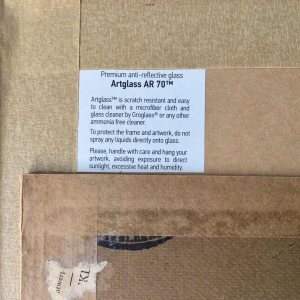 Premium anti-reflective glass
Artglass AR 70™
Artglass™ is scratch resistant and easy
to clean with a microfiber cloth and
glass cleaner by Groglass® or any other
ammonia free cleaner.
To protect the frame and artwork, do not
spray any liquids directly onto glass.
Please, handle with care and hang your
artwork, avoiding exposure to direct
sunlight, excessive heat and humidity.